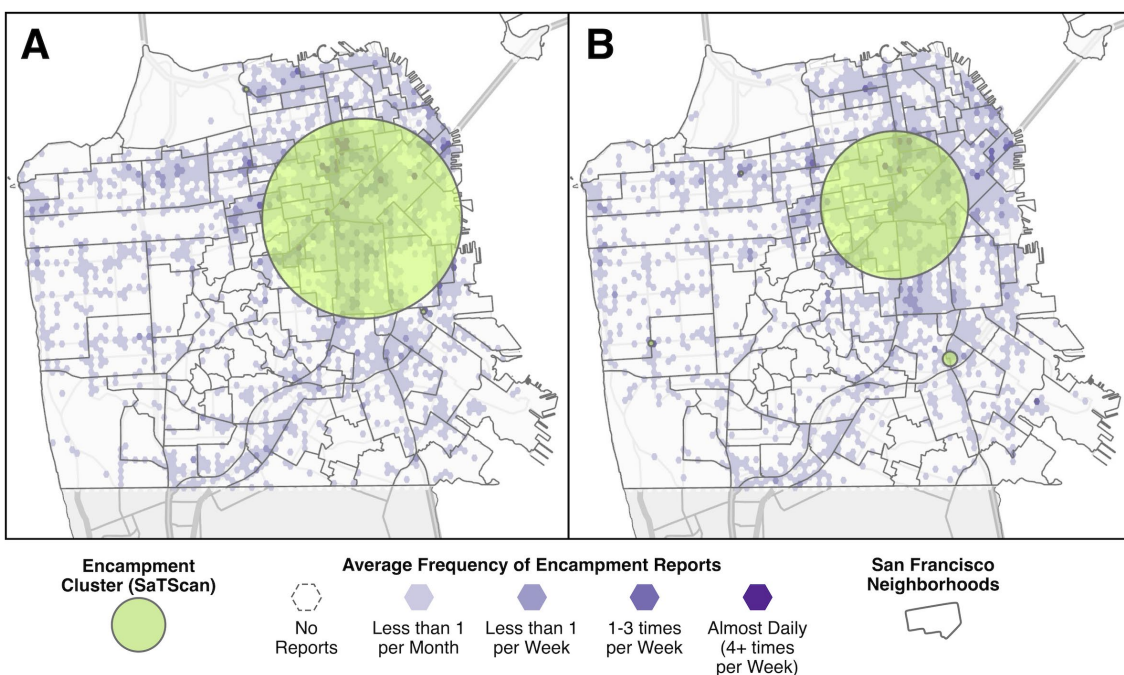 A
B
Encampment
Cluster (SaTScan)
Average Frequency of Encampment Reports
No
Reports
Less than 1
per Month
Less than 1
per Week
1-3 times
per Week
Almost Daily
(4+ times
per Week)
San Francisco
Neighborhoods